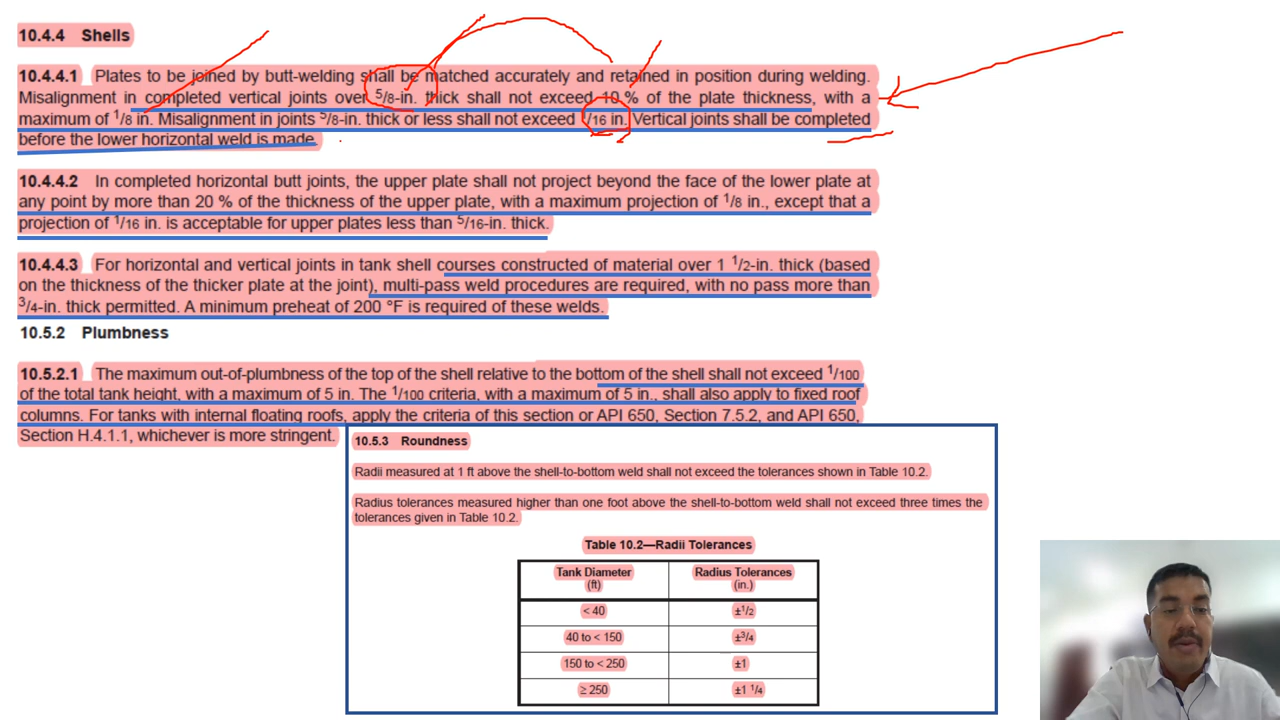 10.4.4 Shells
10.4.4.1 Plates to be joined by butt-welding shall be matched accurately and retained in position during welding.
Misalignment in completed vertical joints over 5/8-in. thick shall not exceed 10 % of the plate thickness, with a
maximum of 1/8 in. Misalignment in joints 5/8-in. thick or less shall not exceed 1/16 in. Vertical joints shall be completed
before the lower horizontal weld is made.
10.4.4.2 In completed horizontal butt joints, the upper plate shall not project beyond the face of the lower plate at
any point by more than 20 % of the thickness of the upper plate, with a maximum projection of 1/8 in., except that a
projection of 1/16 in. is acceptable for upper plates less than 5/16-in. thick.
10.4.4.3 For horizontal and vertical joints in tank shell courses constructed of material over 1 1/2-in. thick (based
on the thickness of the thicker plate at the joint), multi-pass weld procedures are required, with no pass more than
3/4-in. thick permitted. A minimum preheat of 200 °F is required of these welds.
10.5.2 Plumbness
10.5.2.1 The maximum out-of-plumbness of the top of the shell relative to the bottom of the shell shall not exceed 1/100
of the total tank height, with a maximum of 5 in. The 1/100 criteria, with a maximum of 5 in., shall also apply to fixed roof
columns. For tanks with internal floating roofs, apply the criteria of this section or API 650, Section 7.5.2, and API 650,
Section H.4.1.1, whichever is more stringent.
10.5.3 Roundness
Radii measured at 1 ft above the shell-to-bottom weld shall not exceed the tolerances shown in Table 10.2.
Radius tolerances measured higher than one foot above the shell-to-bottom weld shall not exceed three times the
tolerances given in Table 10.2.
Table 10.2—Radii Tolerances
Tank Diameter Radius Tolerances
(ft) (in.)
< 40 ±1/2
40 to < 150 ±3/4
150 to < 250 ±1
≥ 250 ±1 1/4